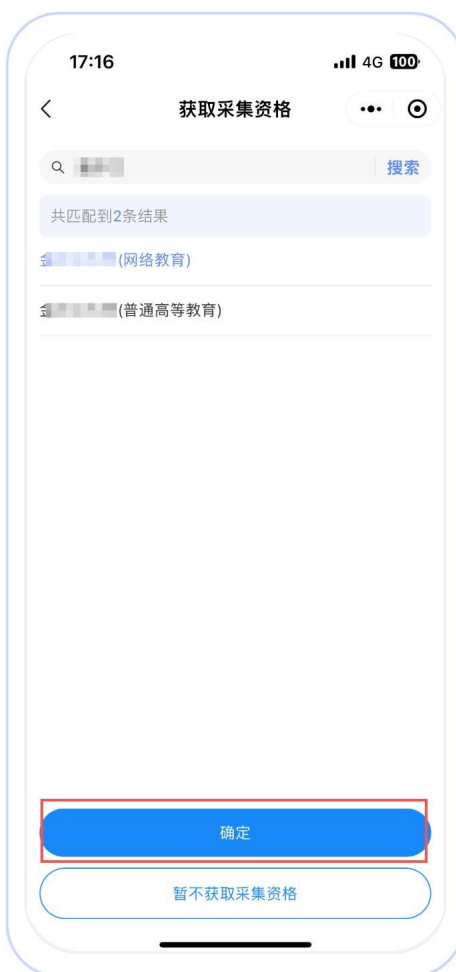 17:16 4G 100
获取采集资格
搜索
共匹配到2条结果
(网络教育)
(普通高等教育)
确定
暂不获取采集资格